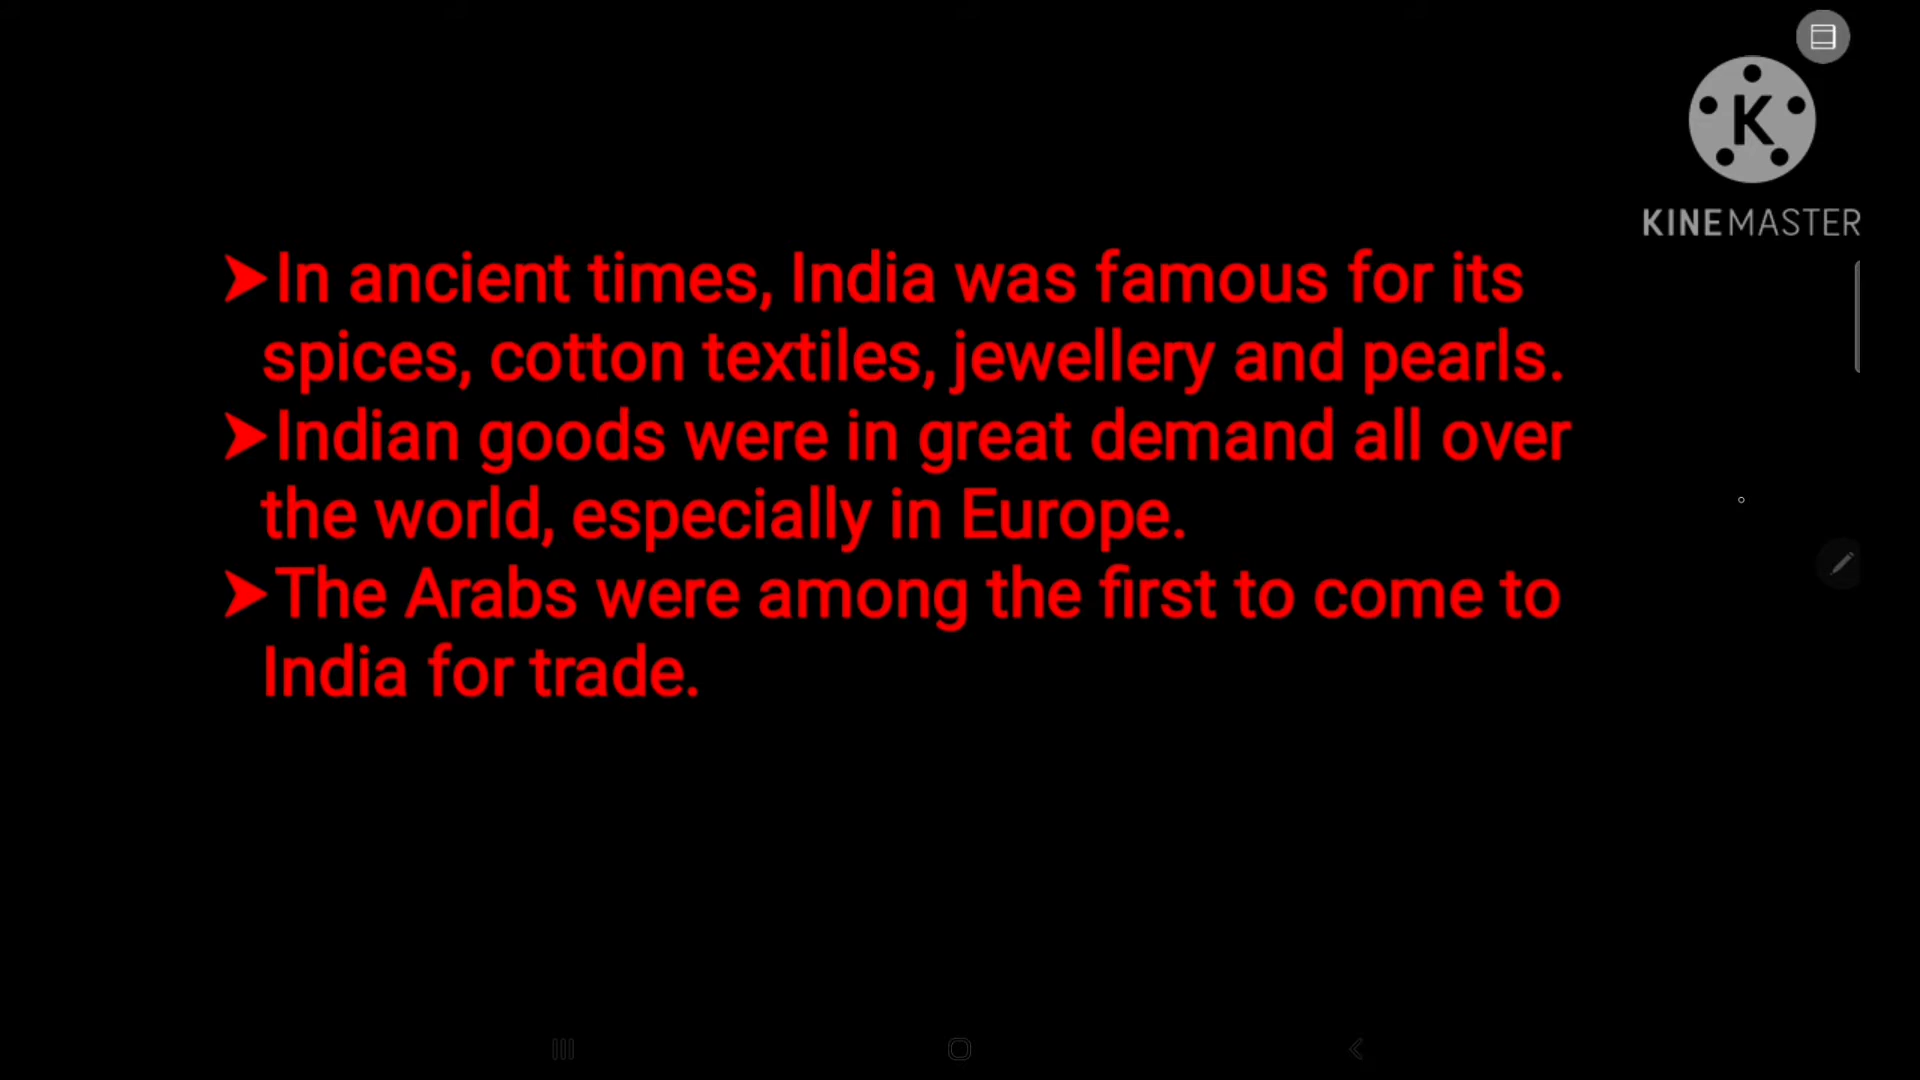 K
KINEMASTER
➤In ancient times, India was famous for its
spices, cotton textiles, jewellery and pearls.
➤Indian goods were in great demand all over
the world, especially in Europe.
➤The Arabs were among the first to come to
India for trade.